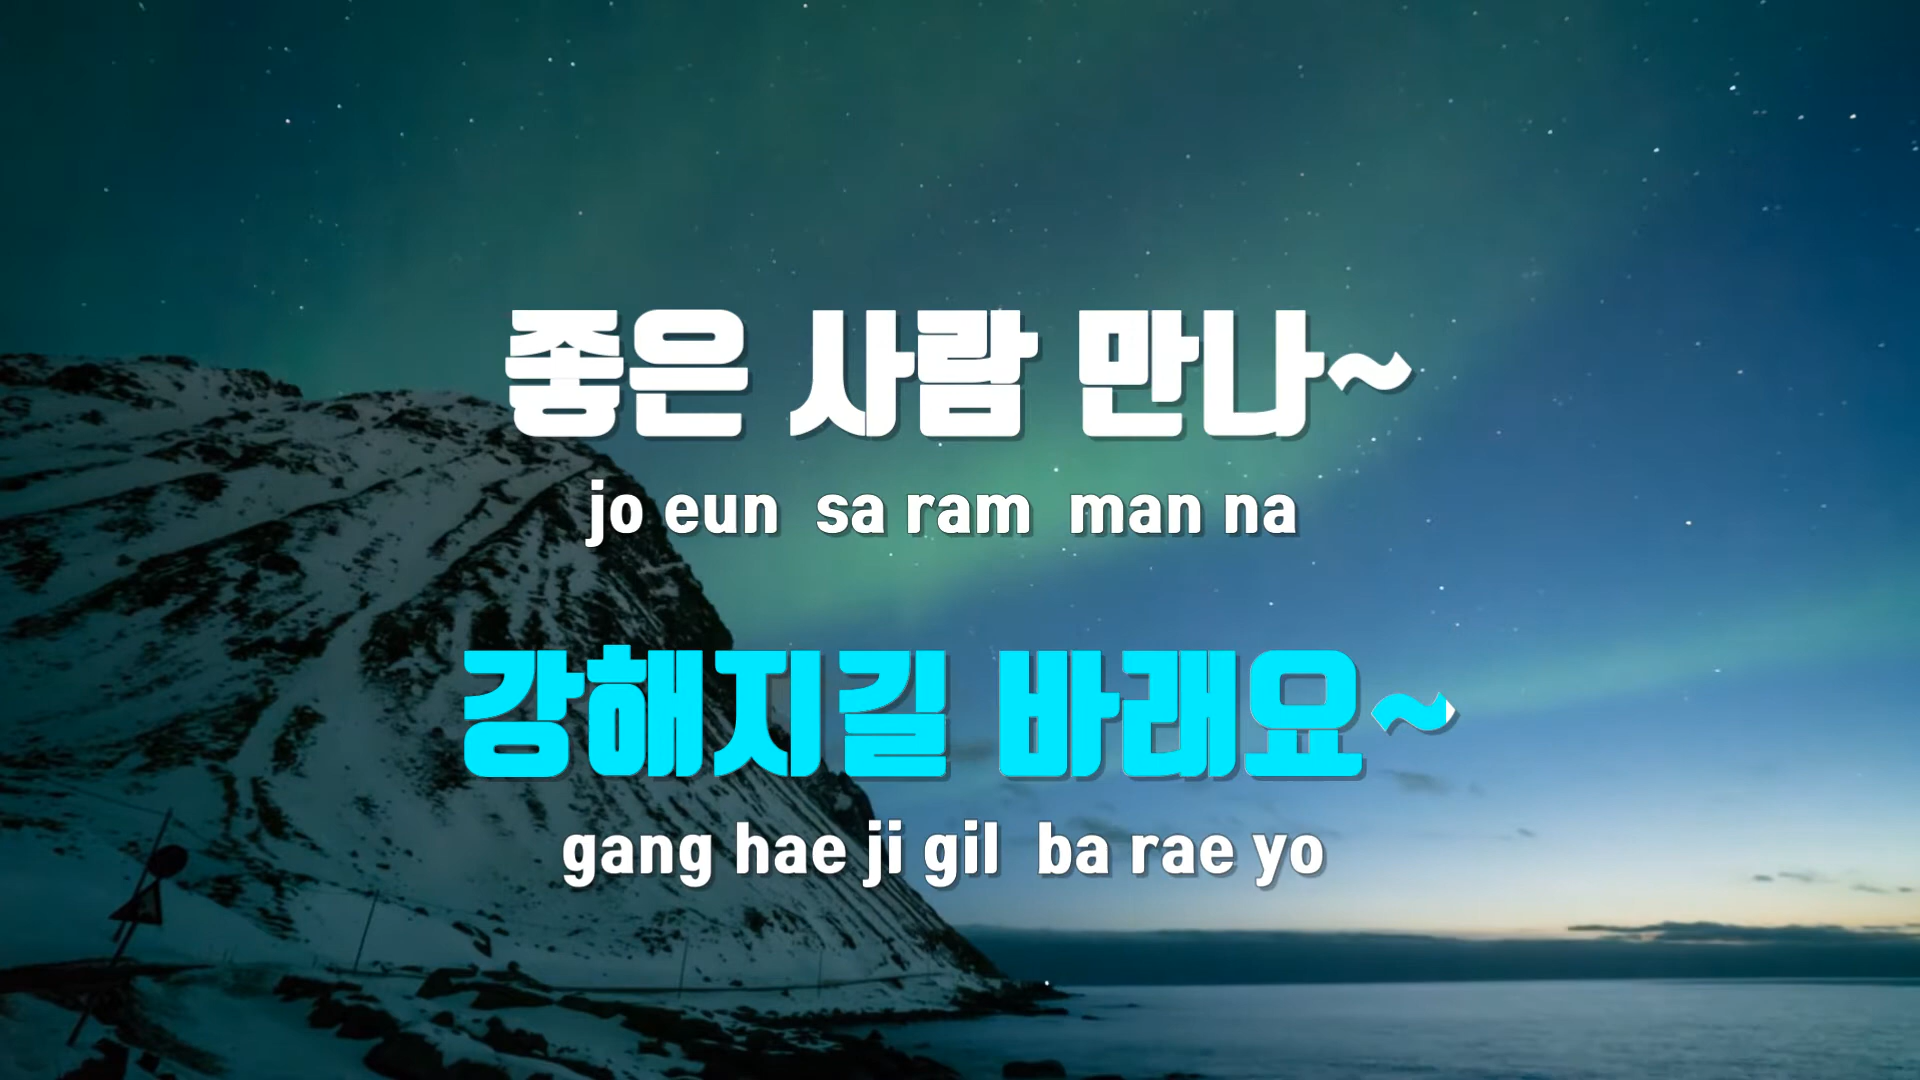 좋은 사람 만나~
jo eun sa ram man na
강해지길 바래요~
gang hae ji gil ba rae yo